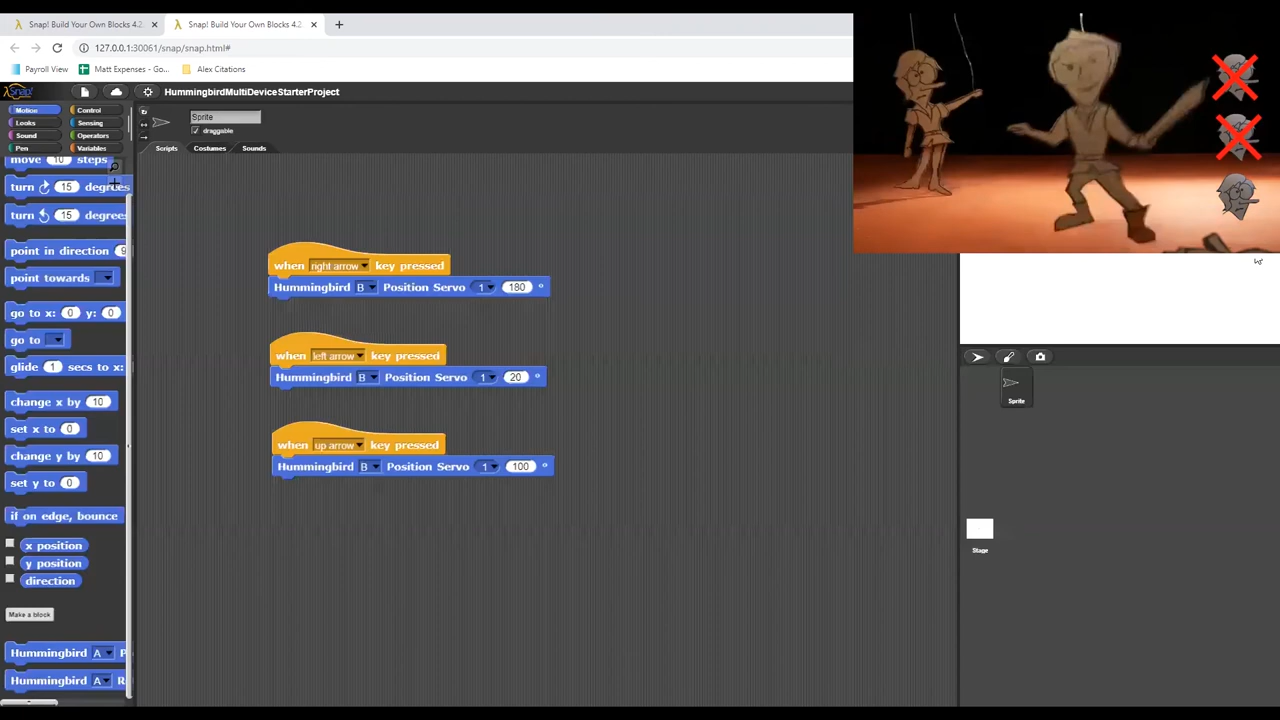 Snap! Build Your Own Blocks 4.2.
Snap! Build Your Own Blocks 4.2.
127.0.0.1:30061/snap/snap.html#
Payroll View
Matt Expenses - Go...
Alex Citations
Snap!
HummingbirdMultiDeviceStarterProject
Motion
Control
Looks
Sensing
Sound
Operators
Pen
Variables
Sprite
draggable
Scripts
Costumes
Sounds
move 10 steps
turn 15 degrees
turn 15 degrees
point in direction 9
point towards
go to x: 0 y: 0
go to
glide 1 secs to x:
change x by 10
set x to 0
change y by 10
set y to 0
if on edge, bounce
x position
y position
direction
Make a block
Hummingbird A P
Hummingbird A R
when right arrow key pressed
Hummingbird B Position Servo 1 180 °
when left arrow key pressed
Hummingbird B Position Servo 1 20 °
when up arrow key pressed
Hummingbird B Position Servo 1 100 °
Sprite
Stage